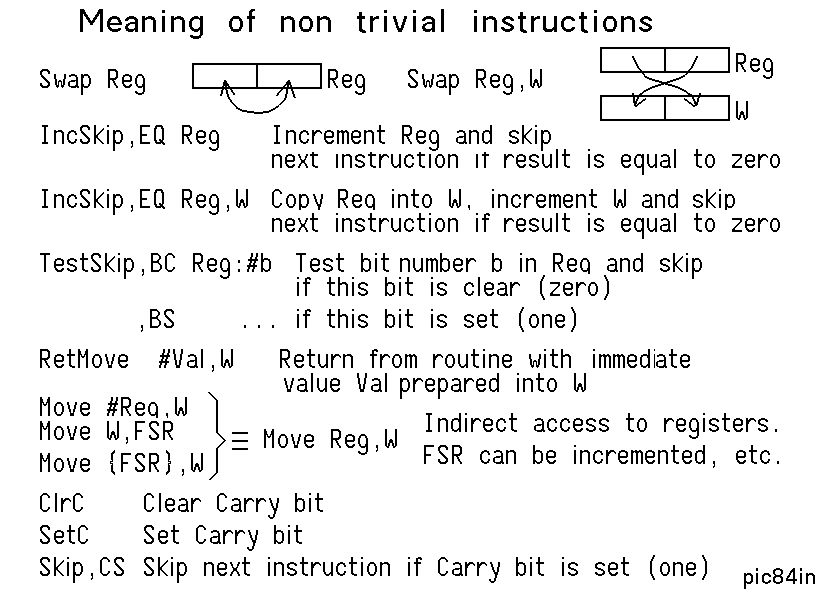 Meaning of non trivial instructions
Swap Reg Reg Swap Reg,W Reg
W
IncSkip,EQ Reg Increment Reg and skip
next instruction if result is equal to zero
IncSkip,EQ Reg,W Copy Reg into W, increment W and skip
next instruction if result is equal to zero
TestSkip,BC Reg:#b Test bit number b in Reg and skip
if this bit is clear (zero)
,BS ... if this bit is set (one)
RetMove #Val,W Return from routine with immediate
value Val prepared into W
Move #Reg,W
Move W,FSR
Move {FSR},W
≡ Move Reg,W
Indirect access to registers.
FSR can be incremented, etc.
ClrC Clear Carry bit
SetC Set Carry bit
Skip,CS Skip next instruction if Carry bit is set (one)
pic84in